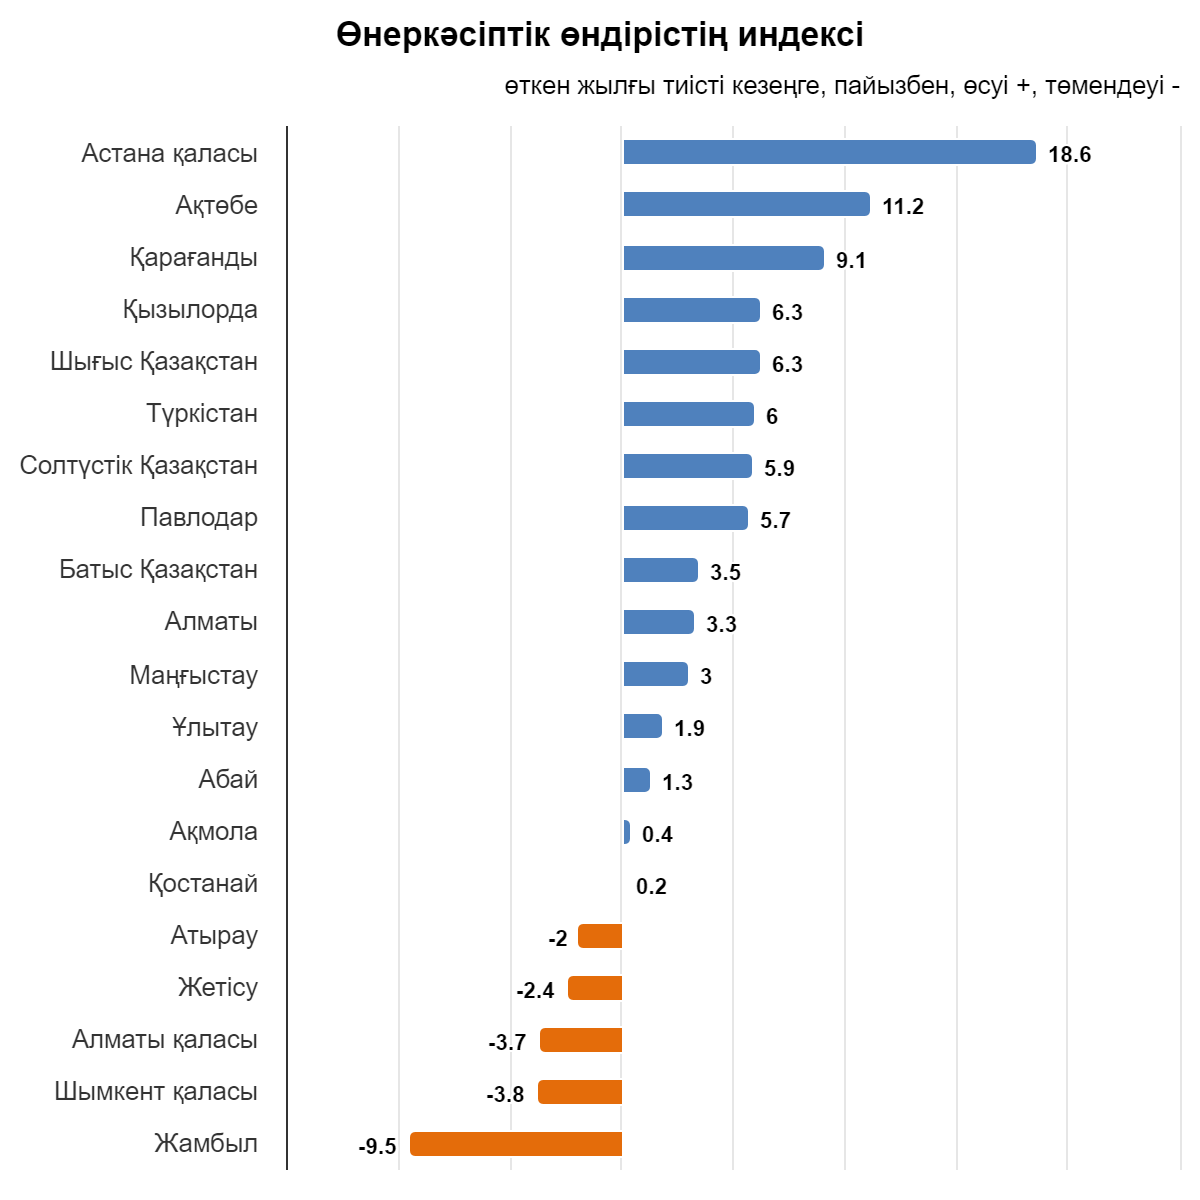 Өнеркәсіптік өндірістің индексі
өткен жылғы тиісті кезеңге, пайызбен, өсуі +, төмендеуі -
Астана қаласы 18.6
Ақтөбе 11.2
Қарағанды 9.1
Қызылорда 6.3
Шығыс Қазақстан 6.3
Түркістан 6
Солтүстік Қазақстан 5.9
Павлодар 5.7
Батыс Қазақстан 3.5
Алматы 3.3
Маңғыстау 3
Ұлытау 1.9
Абай 1.3
Ақмола 0.4
Қостанай 0.2
Атырау -2
Жетісу -2.4
Алматы қаласы -3.7
Шымкент қаласы -3.8
Жамбыл -9.5